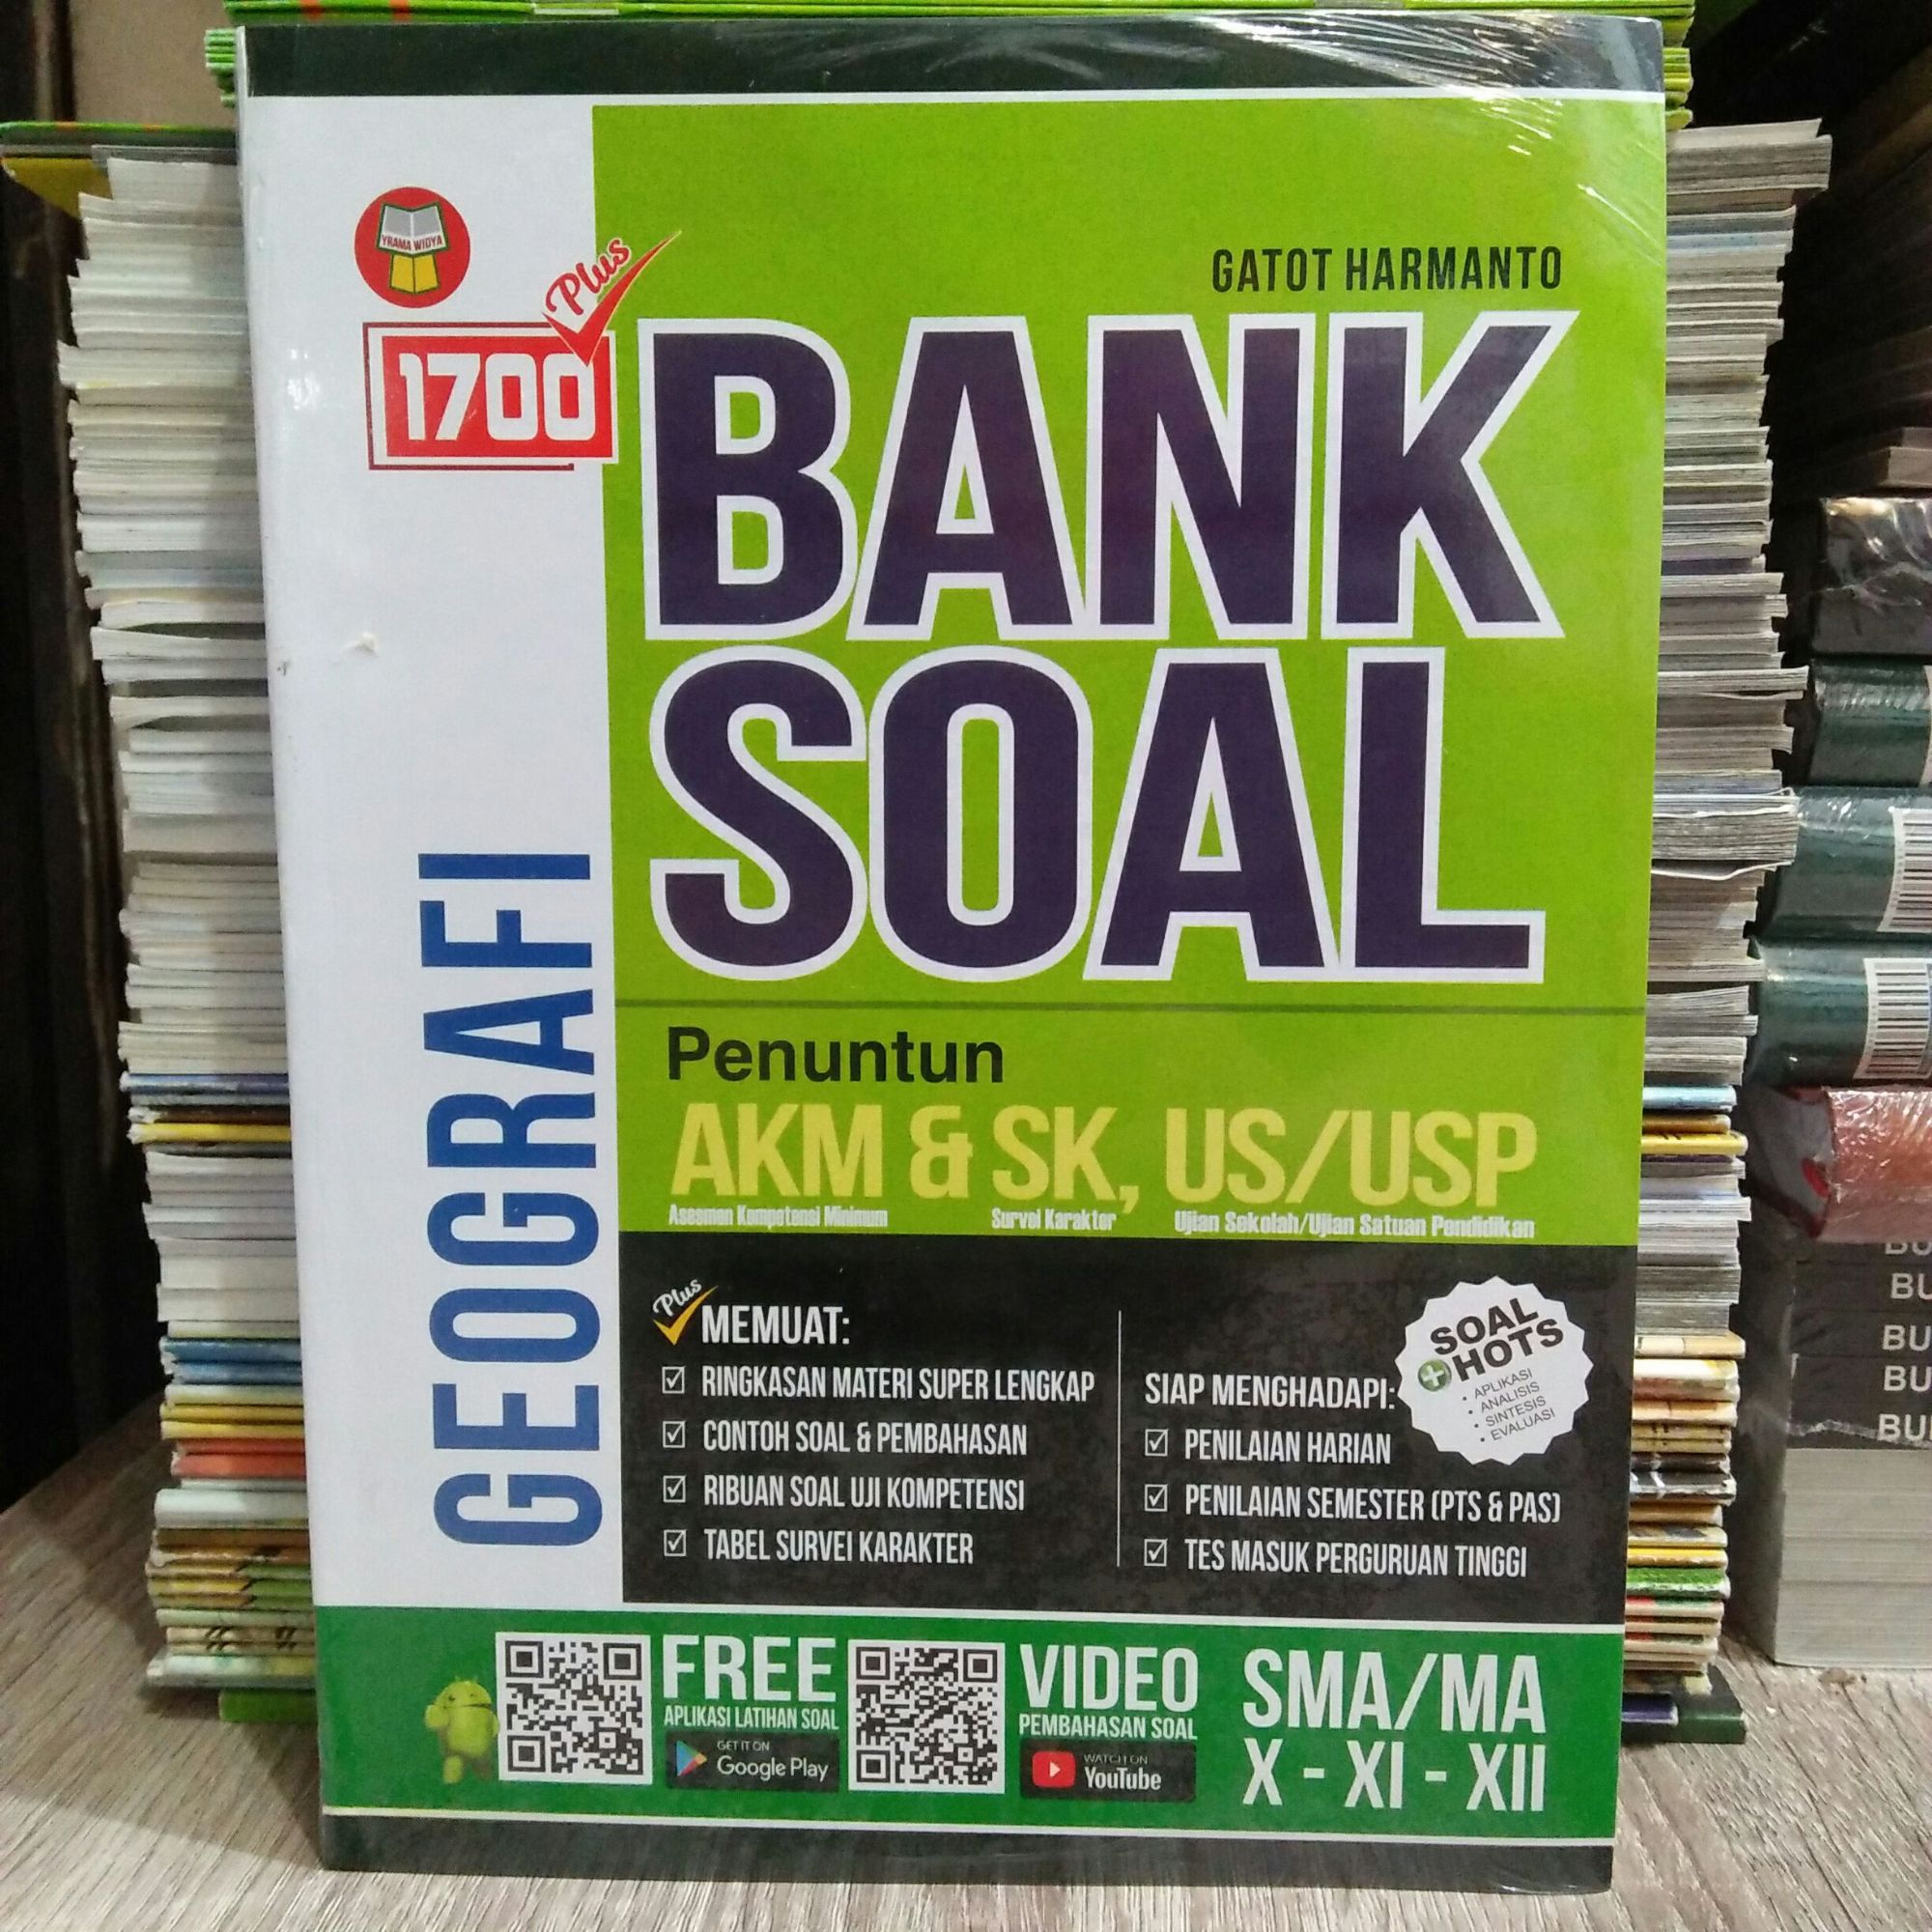 YRAMA WIDYA
Plus
1700
GATOT HARMANTO
BANK
SOAL
GEOGRAFI
Penuntun
AKM & SK, US/USP
Asesmen Kompetensi Minimum Survei Karakter Ujian Sekolah/Ujian Satuan Pendidikan
Plus
MEMUAT:
RINGKASAN MATERI SUPER LENGKAP
CONTOH SOAL & PEMBAHASAN
RIBUAN SOAL UJI KOMPETENSI
TABEL SURVEI KARAKTER
SIAP MENGHADAPI:
PENILAIAN HARIAN
PENILAIAN SEMESTER (PTS & PAS)
TES MASUK PERGURUAN TINGGI
SOAL
+ HOTS
• APLIKASI
• ANALISIS
• SINTESIS
• EVALUASI
FREE
APLIKASI LATIHAN SOAL
GET IT ON
Google Play
VIDEO
PEMBAHASAN SOAL
WATCH ON
YouTube
SMA/MA
X - XI - XII